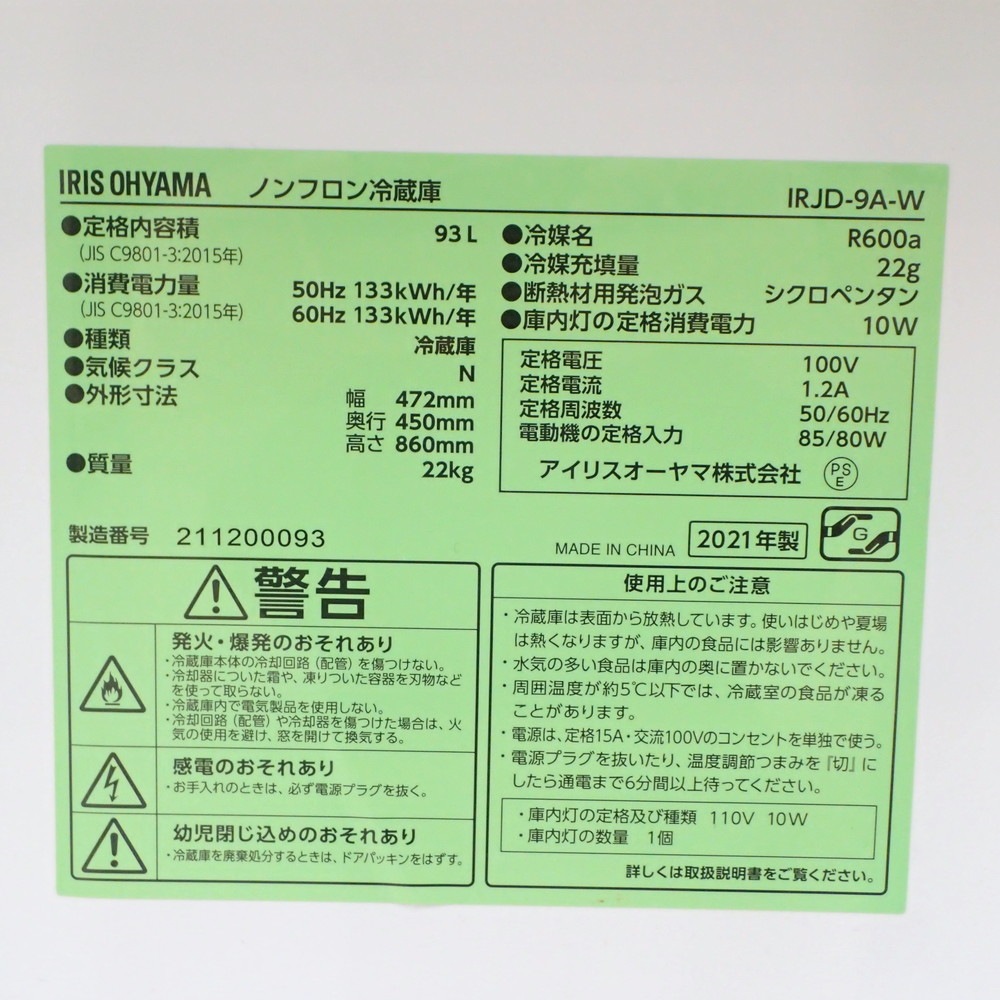 IRIS OHYAMA ノンフロン冷蔵庫 IRJD-9A-W
●定格内容積 93L
(JIS C9801-3:2015年)
●消費電力量 50Hz 133kWh/年
(JIS C9801-3:2015年) 60Hz 133kWh/年
●種類 冷蔵庫
●気候クラス N
●外形寸法 幅 472mm
奥行 450mm
高さ 860mm
●質量 22kg
●冷媒名 R600a
●冷媒充填量 22g
●断熱材用発泡ガス シクロペンタン
●庫内灯の定格消費電力 10W
定格電圧 100V
定格電流 1.2A
定格周波数 50/60Hz
電動機の定格入力 85/80W
アイリスオーヤマ株式会社 PSE
製造番号 211200093
MADE IN CHINA 2021年製 G
警告
発火・爆発のおそれあり
・冷蔵庫本体の冷却回路（配管）を傷つけない。
・冷却器についた霜や、凍りついた容器を刃物など
を使って取らない。
・冷蔵庫内で電気製品を使用しない。
・冷却回路（配管）や冷却器を傷つけた場合は、火
気の使用を避け、窓を開けて換気する。
感電のおそれあり
・お手入れのときは、必ず電源プラグを抜く。
幼児閉じ込めのおそれあり
・冷蔵庫を廃棄処分するときは、ドアパッキンをはずす。
使用上のご注意
・冷蔵庫は表面から放熱しています。使いはじめや夏場
は熱くなりますが、庫内の食品には影響ありません。
・水気の多い食品は庫内の奥に置かないでください。
・周囲温度が約5℃以下では、冷蔵室の食品が凍る
ことがあります。
・電源は、定格15A・交流100Vのコンセントを単独で使う。
・電源プラグを抜いたり、温度調節つまみを『切』に
したら通電まで6分間以上待ってください。
・庫内灯の定格及び種類 110V 10W
・庫内灯の数量 1個
詳しくは取扱説明書をご覧ください。